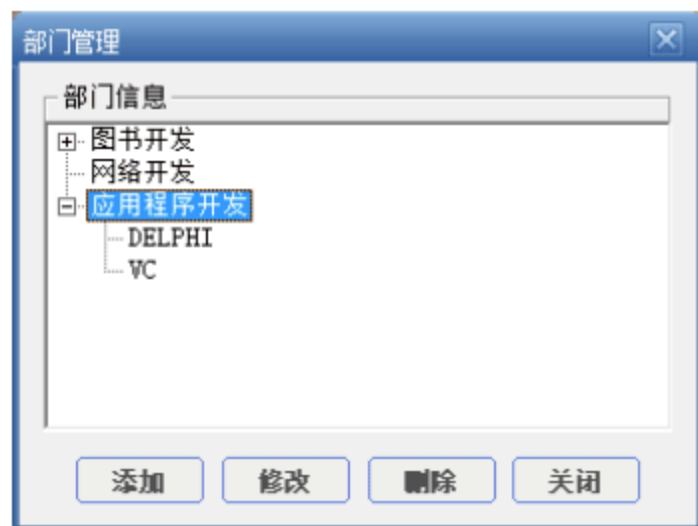 部门管理
部门信息
图书开发
网络开发
应用程序开发
DELPHI
VC
添加 修改 删除 关闭